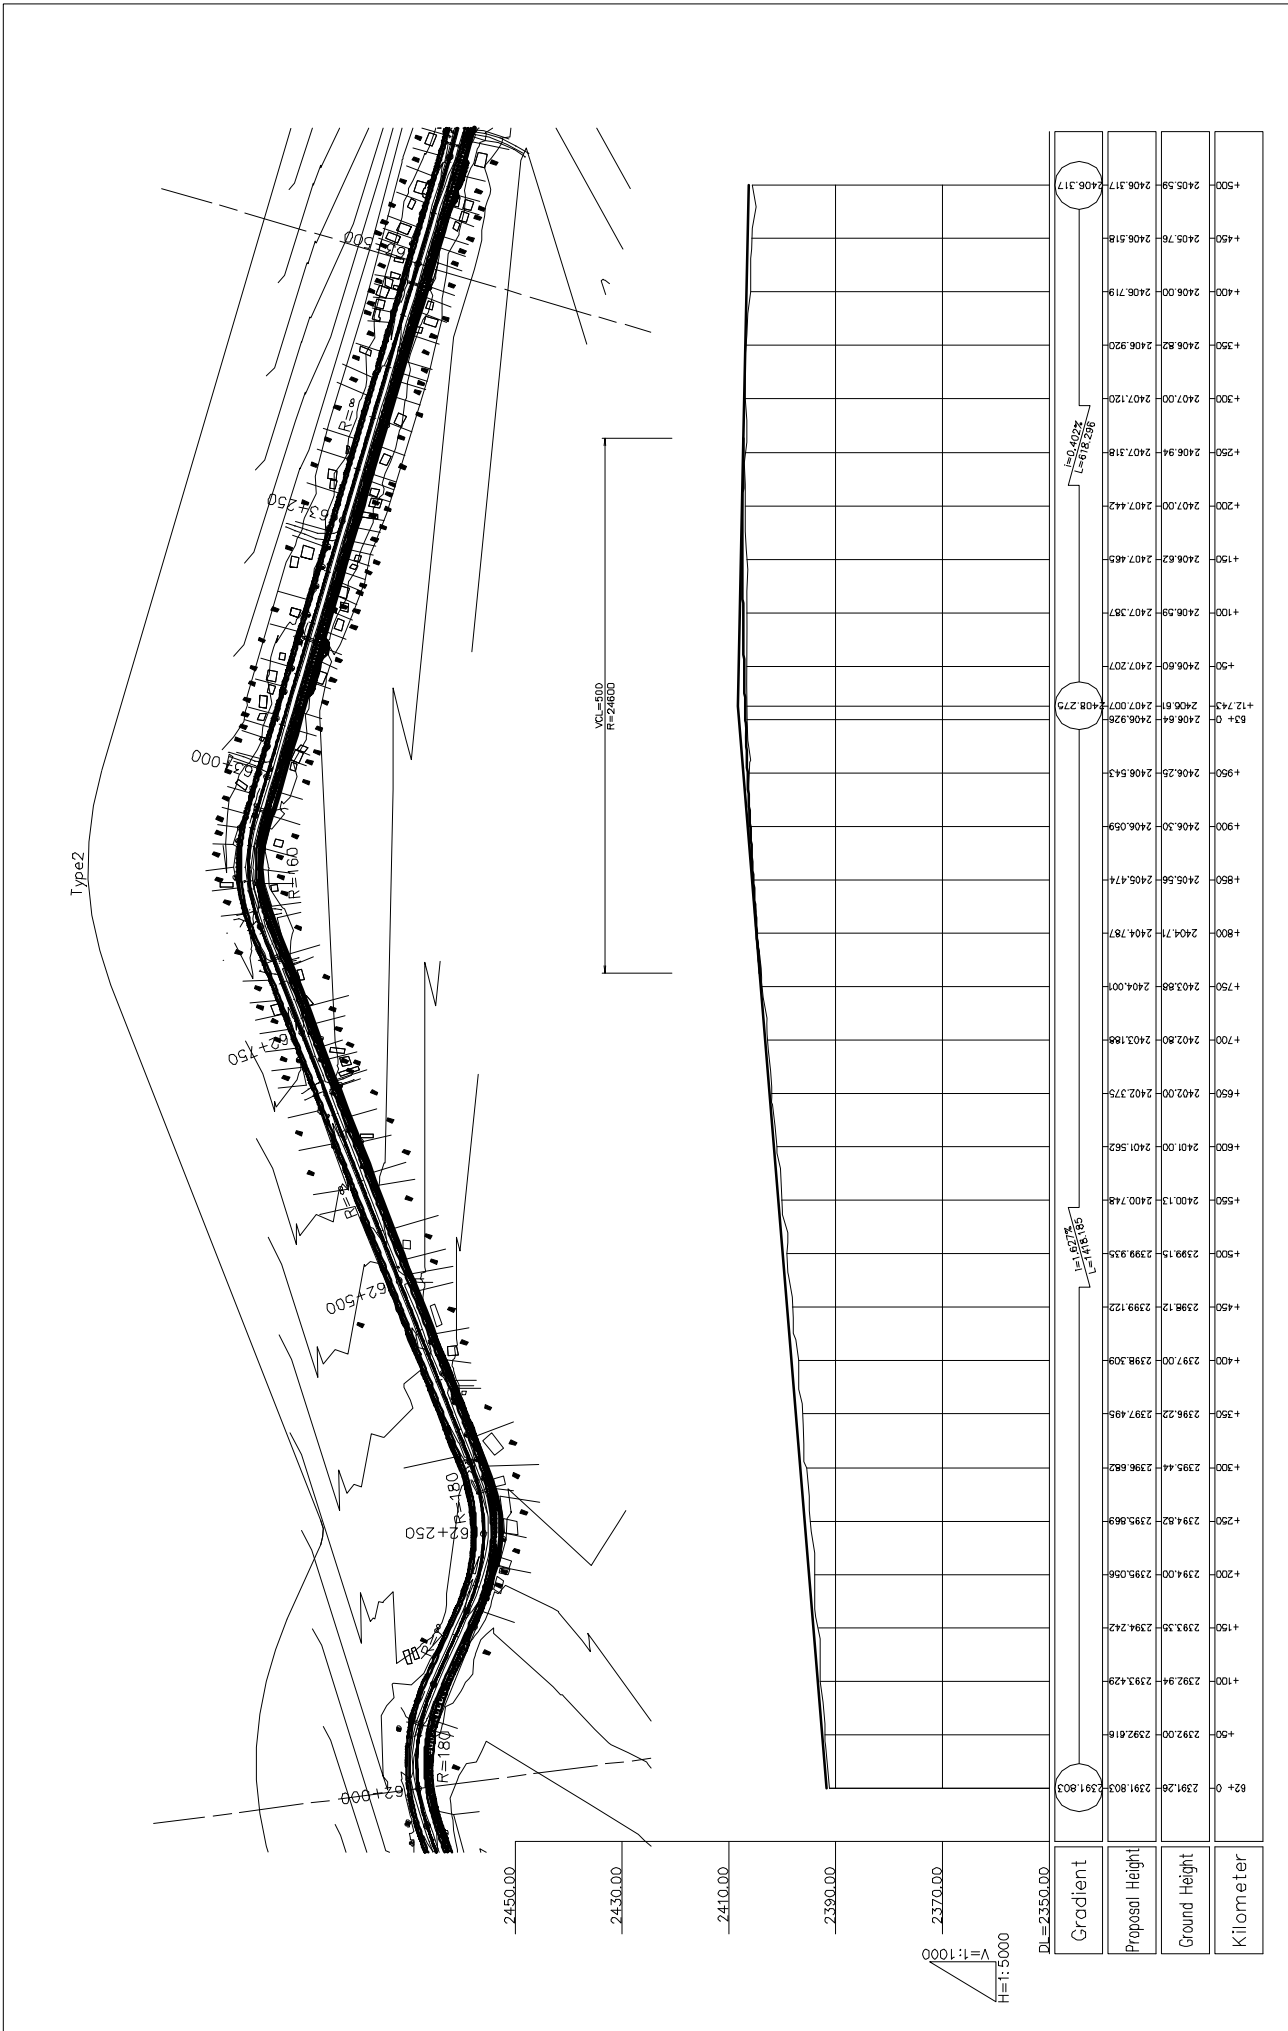 Type2
62+000
R=180
R=∞
62+250
R=180
62+500
R=∞
62+750
R=160
63+000
63+250
R=∞
500
VCL=500
R=24600
2450.00
2430.00
2410.00
2390.00
2370.00
DL=2350.00
V=1:1000
H=1:5000
Gradient
2391.803
i=1.627%
L=1418.185
2408.275
i=0.402%
L=618.296
2406.317
Proposal Height
2391.803 2392.616 2393.429 2394.242 2395.056 2395.869 2396.682 2397.495 2398.309 2399.122 2399.935 2400.748 2401.562 2402.375 2403.188 2404.001 2404.787 2405.474 2406.059 2406.543 2406.926 2407.007 2407.207 2407.387 2407.465 2407.442 2407.318 2407.120 2406.920 2406.719 2406.518 2406.317
Ground Height
2391.26 2392.00 2392.94 2393.35 2394.00 2394.82 2395.44 2396.22 2397.00 2398.12 2399.15 2400.13 2401.00 2402.00 2402.80 2403.88 2404.71 2405.56 2406.30 2406.25 2406.64 2406.61 2406.60 2406.59 2406.62 2407.00 2406.94 2407.00 2406.82 2406.00 2405.76 2405.59
Kilometer
62+ 0 +50 +100 +150 +200 +250 +300 +350 +400 +450 +500 +550 +600 +650 +700 +750 +800 +850 +900 +950 63+ 0 +12.743 +50 +100 +150 +200 +250 +300 +350 +400 +450 +500